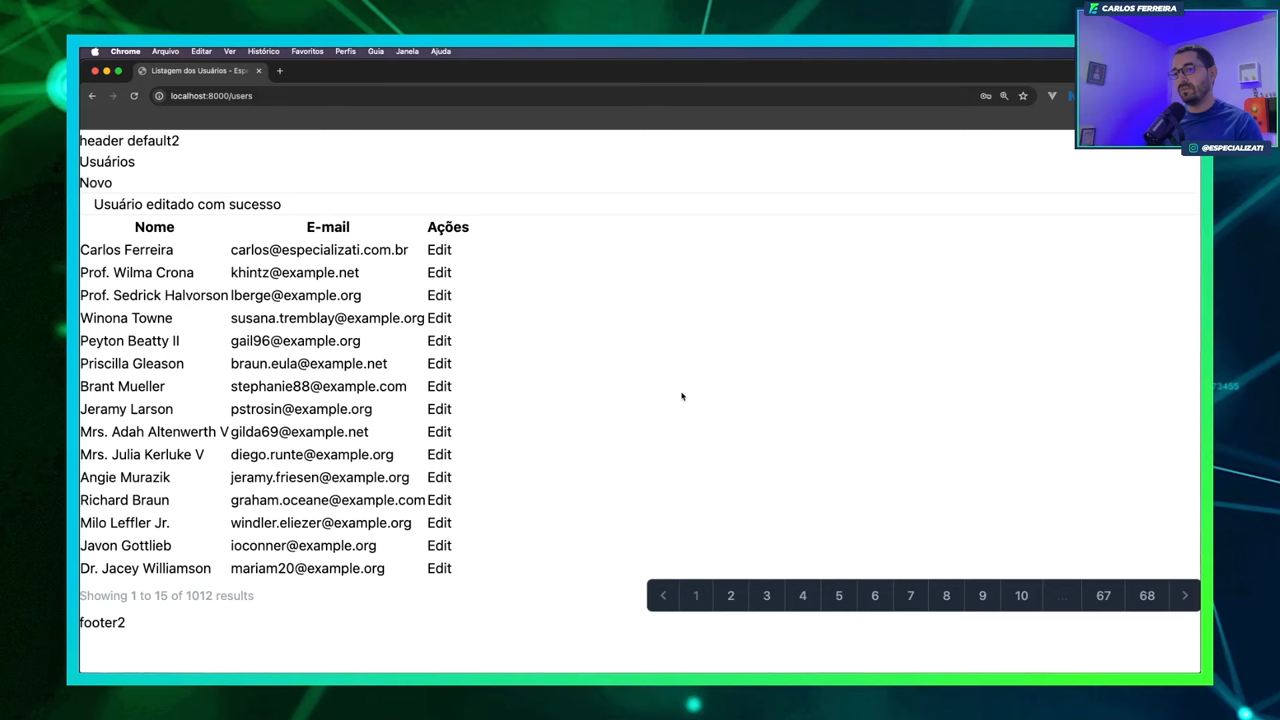 CARLOS FERREIRA
Chrome Arquivo Editar Ver Histórico Favoritos Perfis Guia Janela Ajuda
Listagem dos Usuários - Esp
localhost:8000/users
@ESPECIALIZATI
header default2
Usuários
Novo
Usuário editado com sucesso
Nome E-mail Ações
Carlos Ferreira carlos@especializati.com.br Edit
Prof. Wilma Crona khintz@example.net Edit
Prof. Sedrick Halvorson lberge@example.org Edit
Winona Towne susana.tremblay@example.org Edit
Peyton Beatty II gail96@example.org Edit
Priscilla Gleason braun.eula@example.net Edit
Brant Mueller stephanie88@example.com Edit
Jeramy Larson pstrosin@example.org Edit
Mrs. Adah Altenwerth V gilda69@example.net Edit
Mrs. Julia Kerluke V diego.runte@example.org Edit
Angie Murazik jeramy.friesen@example.org Edit
Richard Braun graham.oceane@example.com Edit
Milo Leffler Jr. windler.eliezer@example.org Edit
Javon Gottlieb ioconner@example.org Edit
Dr. Jacey Williamson mariam20@example.org Edit
Showing 1 to 15 of 1012 results
1 2 3 4 5 6 7 8 9 10 ... 67 68
footer2
73455